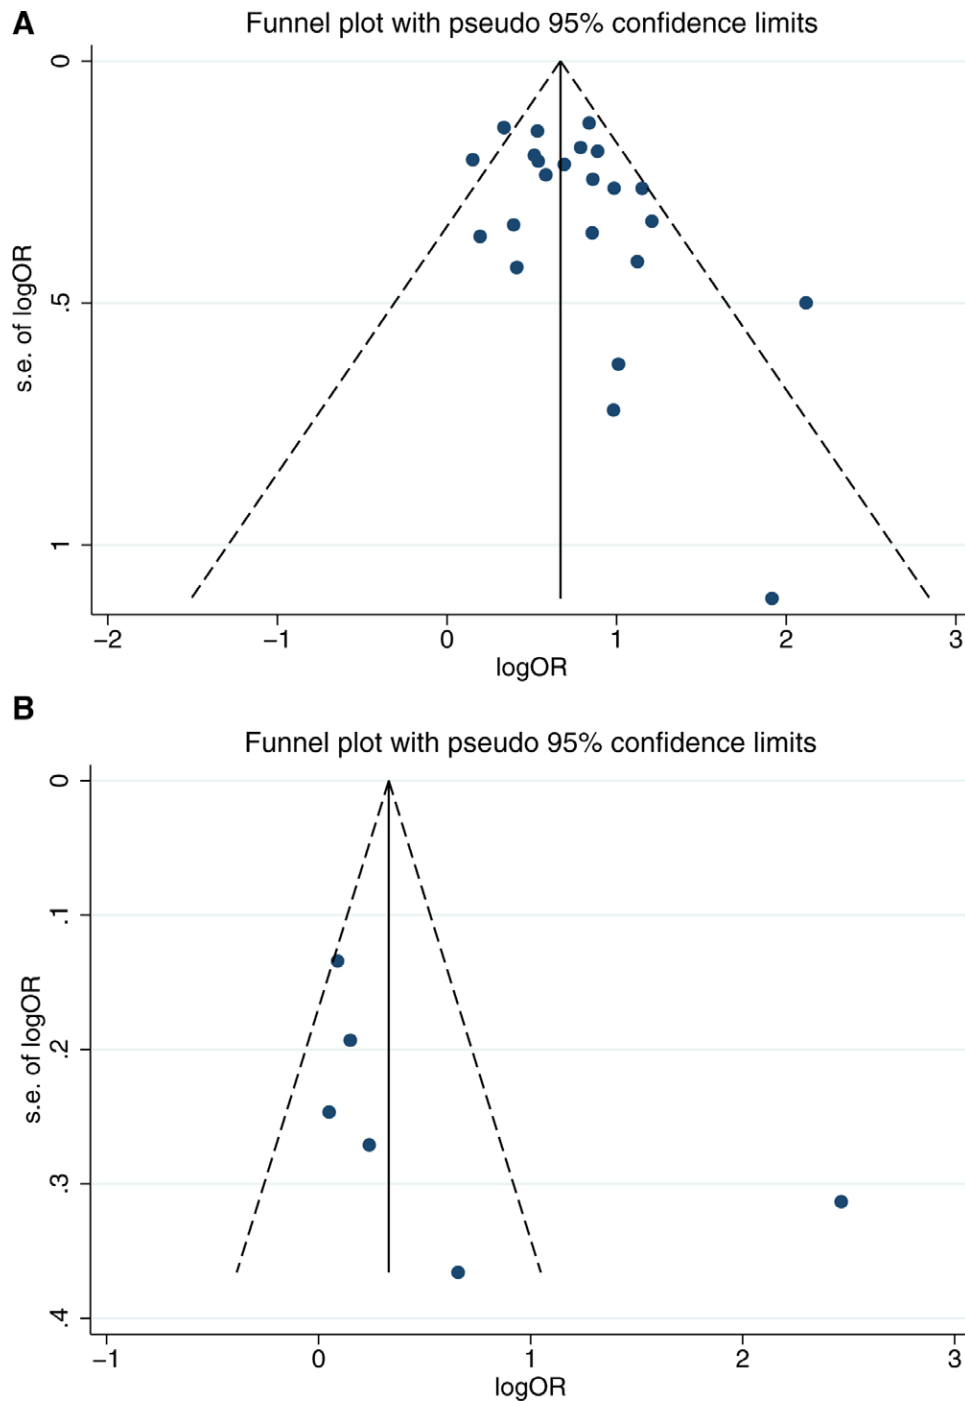 A
Funnel plot with pseudo 95% confidence limits
0
.5
1
s.e. of logOR
−2 −1 0 1 2 3
logOR
B
Funnel plot with pseudo 95% confidence limits
0
.1
.2
.3
.4
s.e. of logOR
−1 0 1 2 3
logOR